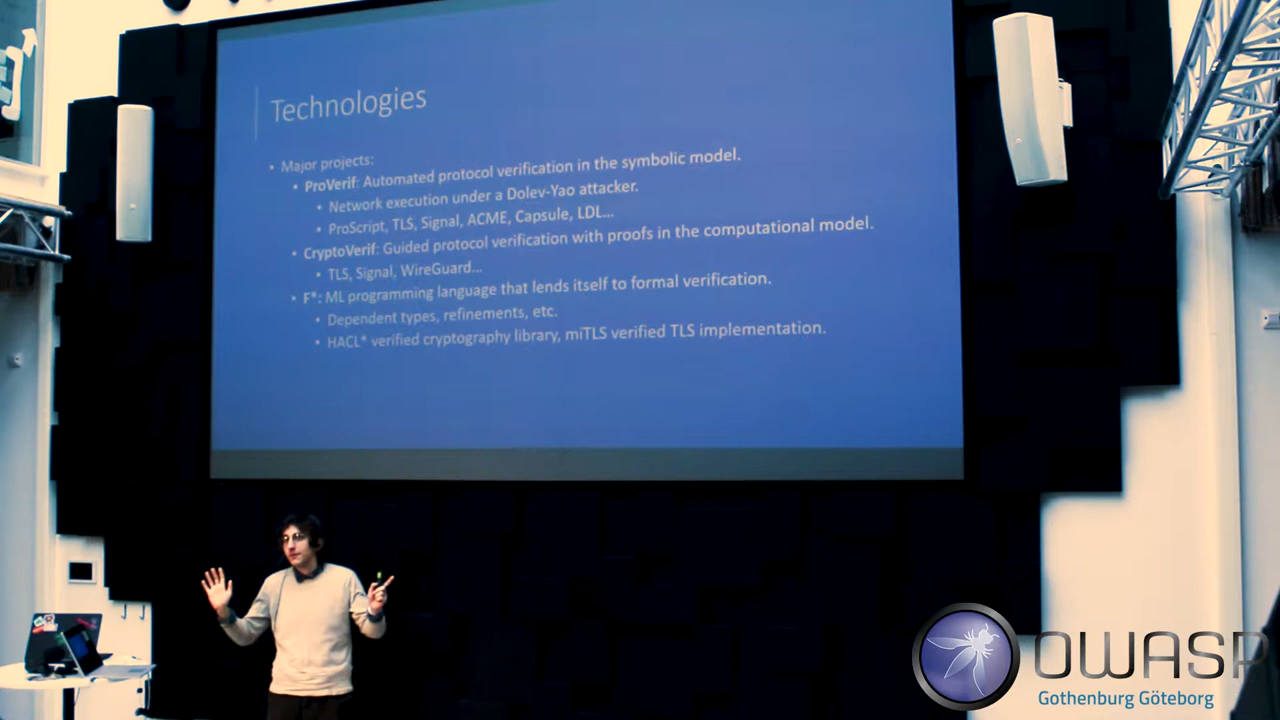 Technologies
• Major projects:
• ProVerif: Automated protocol verification in the symbolic model.
• Network execution under a Dolev-Yao attacker.
• ProScript, TLS, Signal, ACME, Capsule, LDL...
• CryptoVerif: Guided protocol verification with proofs in the computational model.
• TLS, Signal, WireGuard...
• F*: ML programming language that lends itself to formal verification.
• Dependent types, refinements, etc.
• HACL* verified cryptography library, miTLS verified TLS implementation.
OWASP
Gothenburg Göteborg